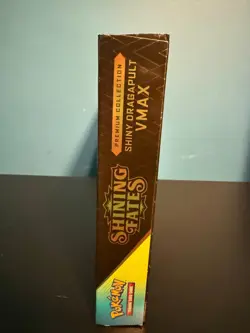 PREMIUM COLLECTION
SHINY DRAGAPULT
VMAX
SHINING
FATES
POKÉMON